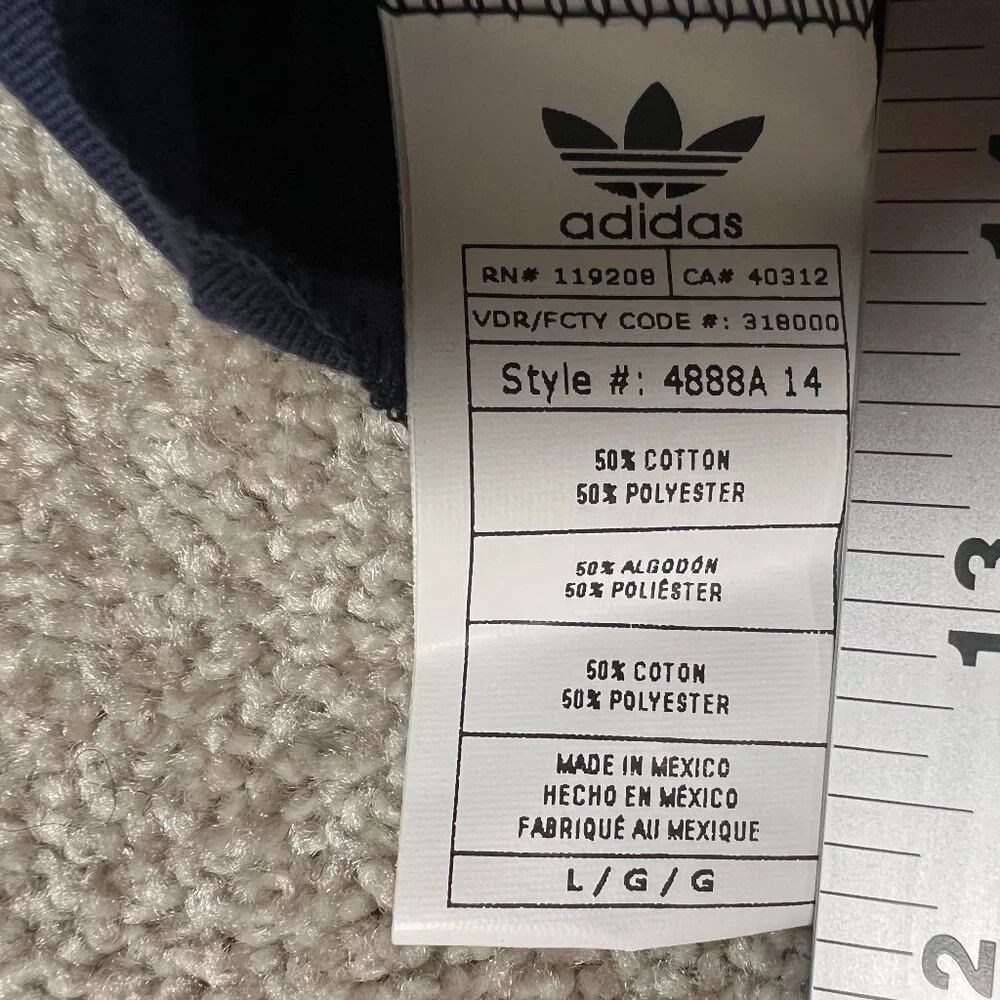 adidas
RN# 119208 CA# 40312
VDR/FCTY CODE #: 318000
Style #: 4888A 14
50% COTTON
50% POLYESTER
50% ALGODÓN
50% POLIÉSTER
50% COTON
50% POLYESTER
MADE IN MEXICO
HECHO EN MÉXICO
FABRIQUÉ AU MEXIQUE
L / G / G
13